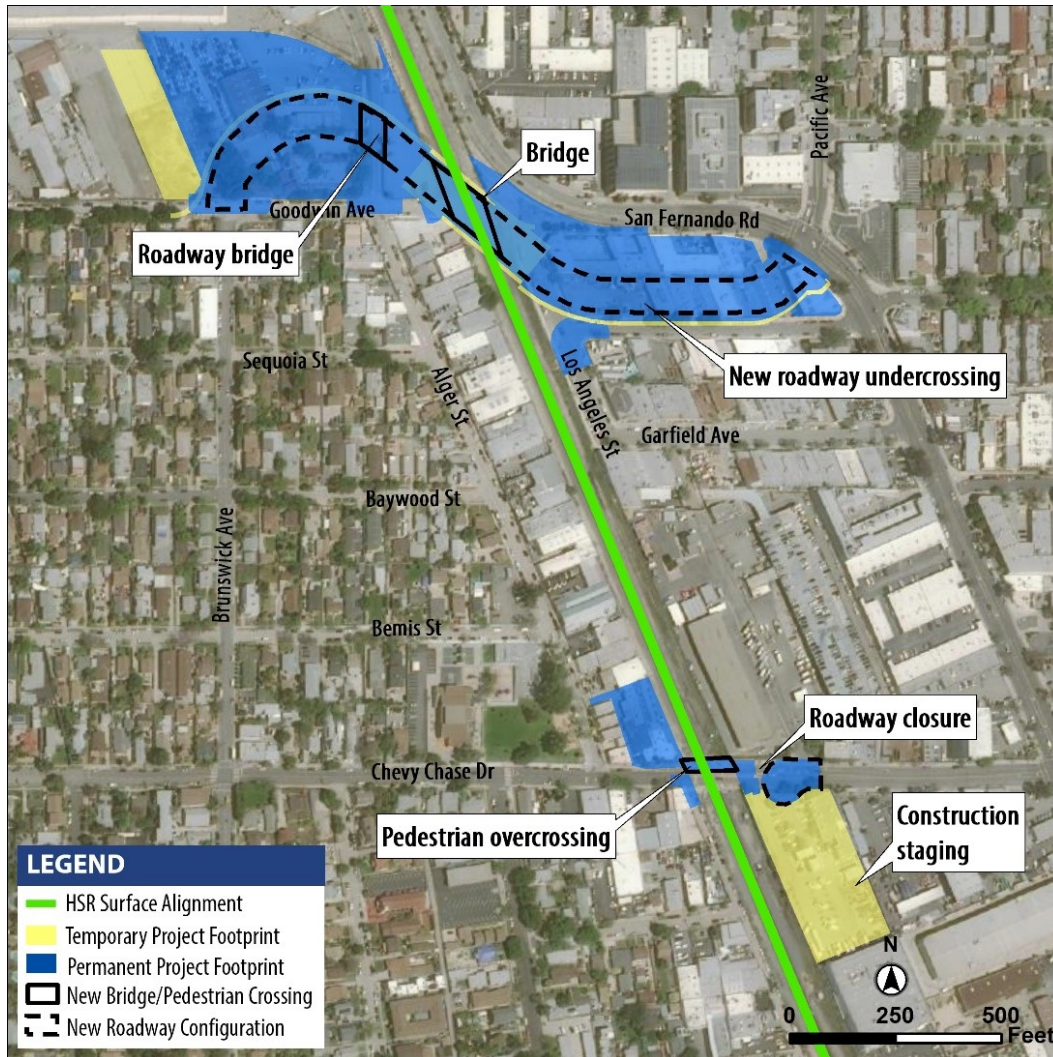 Pacific Ave
Bridge
San Fernando Rd
Goodwin Ave
Roadway bridge
Sequoia St
Alger St
Los Angeles St
New roadway undercrossing
Garfield Ave
Baywood St
Brunswick Ave
Bemis St
Roadway closure
Chevy Chase Dr
Pedestrian overcrossing
Construction
staging
LEGEND
HSR Surface Alignment
Temporary Project Footprint
Permanent Project Footprint
New Bridge/Pedestrian Crossing
New Roadway Configuration
N
0 250 500
Feet